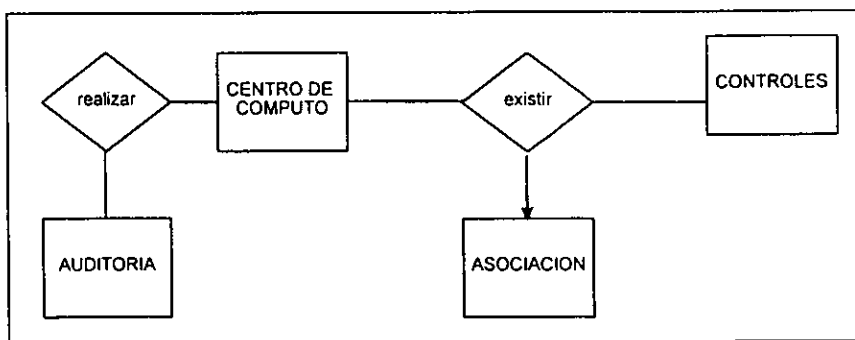 realizar
CENTRO DE
COMPUTO
existir
CONTROLES
AUDITORIA
ASOCIACION